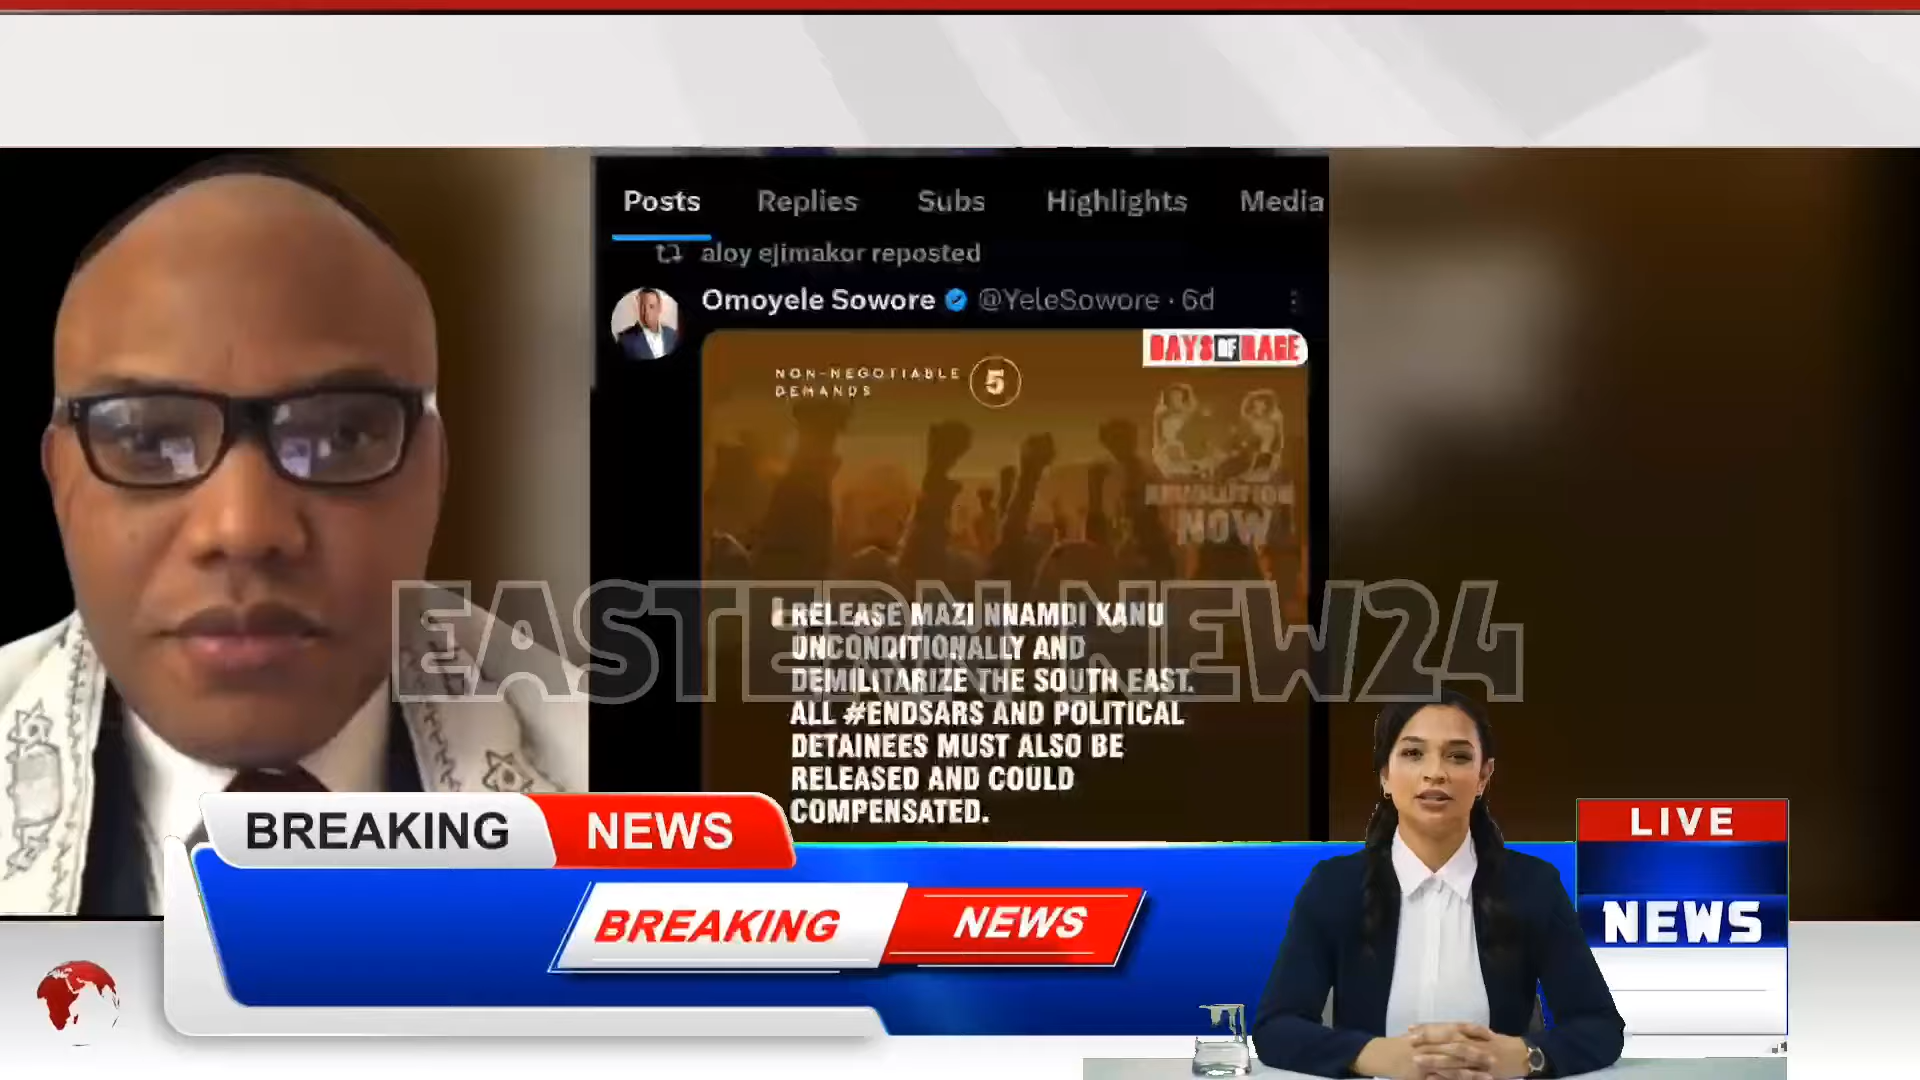 Posts Replies Subs Highlights Media
aloy ejimakor reposted
Omoyele Sowore @YeleSowore · 6d
DAYS OF RAGE
NON-NEGOTIABLE
DEMANDS
5
REVOLUTION
NOW
EASTERN NEW24
RELEASE MAZI NNAMDI KANU
UNCONDITIONALLY AND
DEMILITARIZE THE SOUTH EAST.
ALL #ENDSARS AND POLITICAL
DETAINEES MUST ALSO BE
RELEASED AND COULD
COMPENSATED.
BREAKING NEWS
BREAKING NEWS
LIVE
NEWS